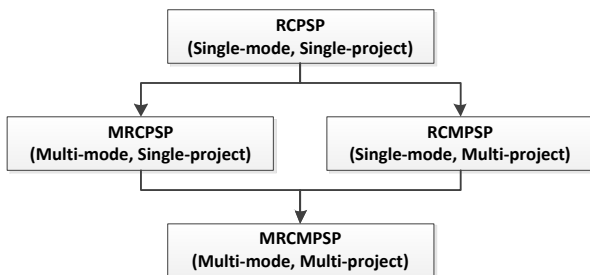 RCPSP
(Single-mode, Single-project)
MRCPSP
(Multi-mode, Single-project)
RCMPSP
(Single-mode, Multi-project)
MRCMPSP
(Multi-mode, Multi-project)